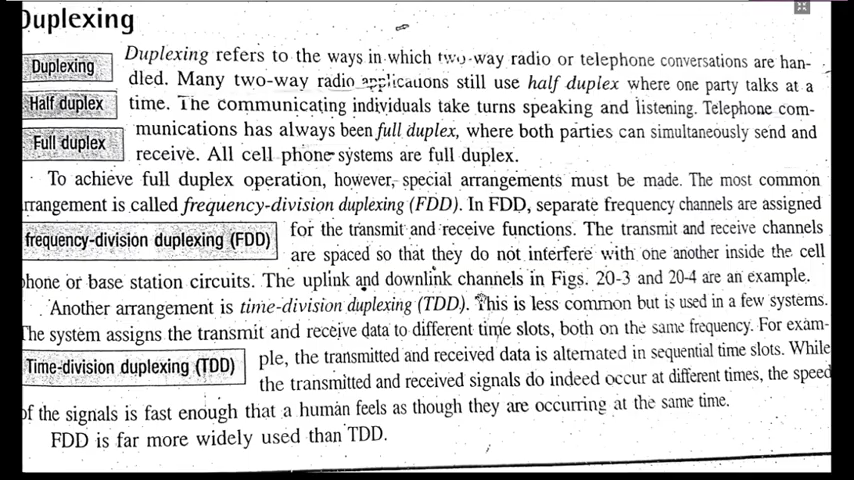 Duplexing
Duplexing refers to the ways in which two-way radio or telephone conversations are han-
Duplexing
dled. Many two-way radio applications still use half duplex where one party talks at a
Half duplex
time. The communicating individuals take turns speaking and listening. Telephone com-
munications has always been full duplex, where both parties can simultaneously send and
Full duplex
receive. All cell phone systems are full duplex.
To achieve full duplex operation, however, special arrangements must be made. The most common
rrangement is called frequency-division duplexing (FDD). In FDD, separate frequency channels are assigned
frequency-division duplexing (FDD)
for the transmit and receive functions. The transmit and receive channels
are spaced so that they do not interfere with one another inside the cell
hone or base station circuits. The uplink and downlink channels in Figs. 20-3 and 20-4 are an example.
Another arrangement is time-division duplexing (TDD). This is less common but is used in a few systems.
The system assigns the transmit and receive data to different time slots, both on the same frequency. For exam-
Time-division duplexing (TDD)
ple, the transmitted and received data is alternated in sequential time slots. While
the transmitted and received signals do indeed occur at different times, the speed
of the signals is fast enough that a human feels as though they are occurring at the same time.
FDD is far more widely used than TDD.